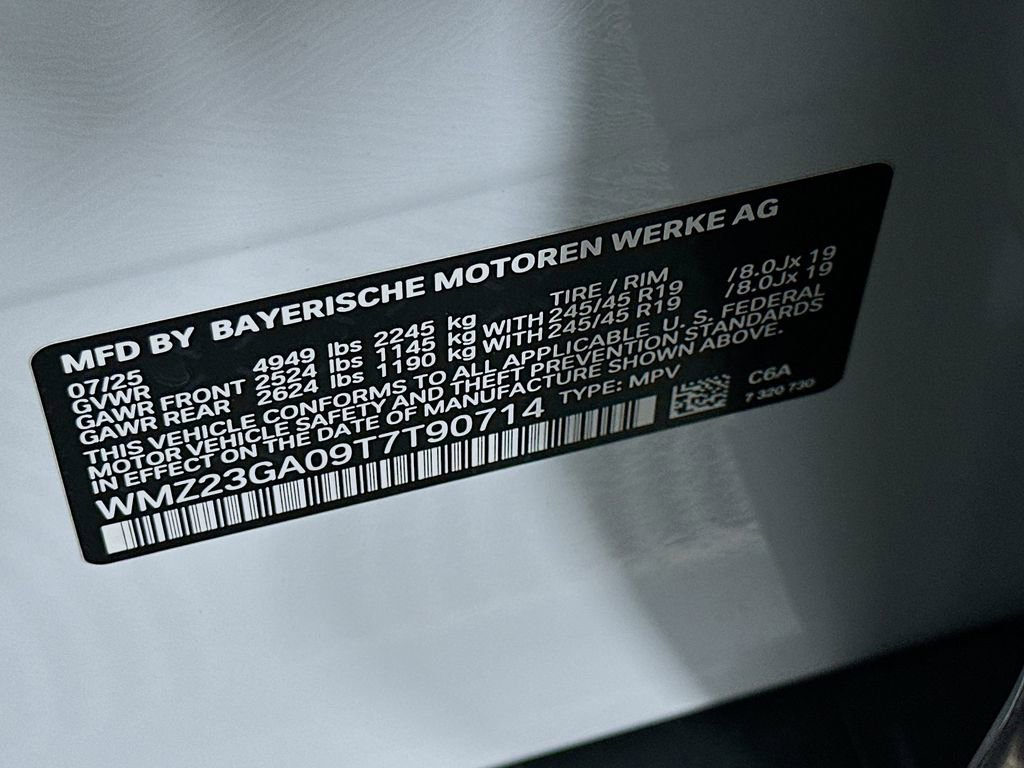 MFD BY BAYERISCHE MOTOREN WERKE AG
07/25 TIRE / RIM
GVWR 4949 lbs 2245 kg
GAWR FRONT 2524 lbs 1145 kg WITH 245/45 R19 /8.0Jx 19
GAWR REAR 2624 lbs 1190 kg WITH 245/45 R19 /8.0Jx 19
THIS VEHICLE CONFORMS TO ALL APPLICABLE U. S. FEDERAL
MOTOR VEHICLE SAFETY AND THEFT PREVENTION STANDARDS
IN EFFECT ON THE DATE OF MANUFACTURE SHOWN ABOVE.
WMZ23GA09T7T90714 TYPE: MPV C6A
7 320 730